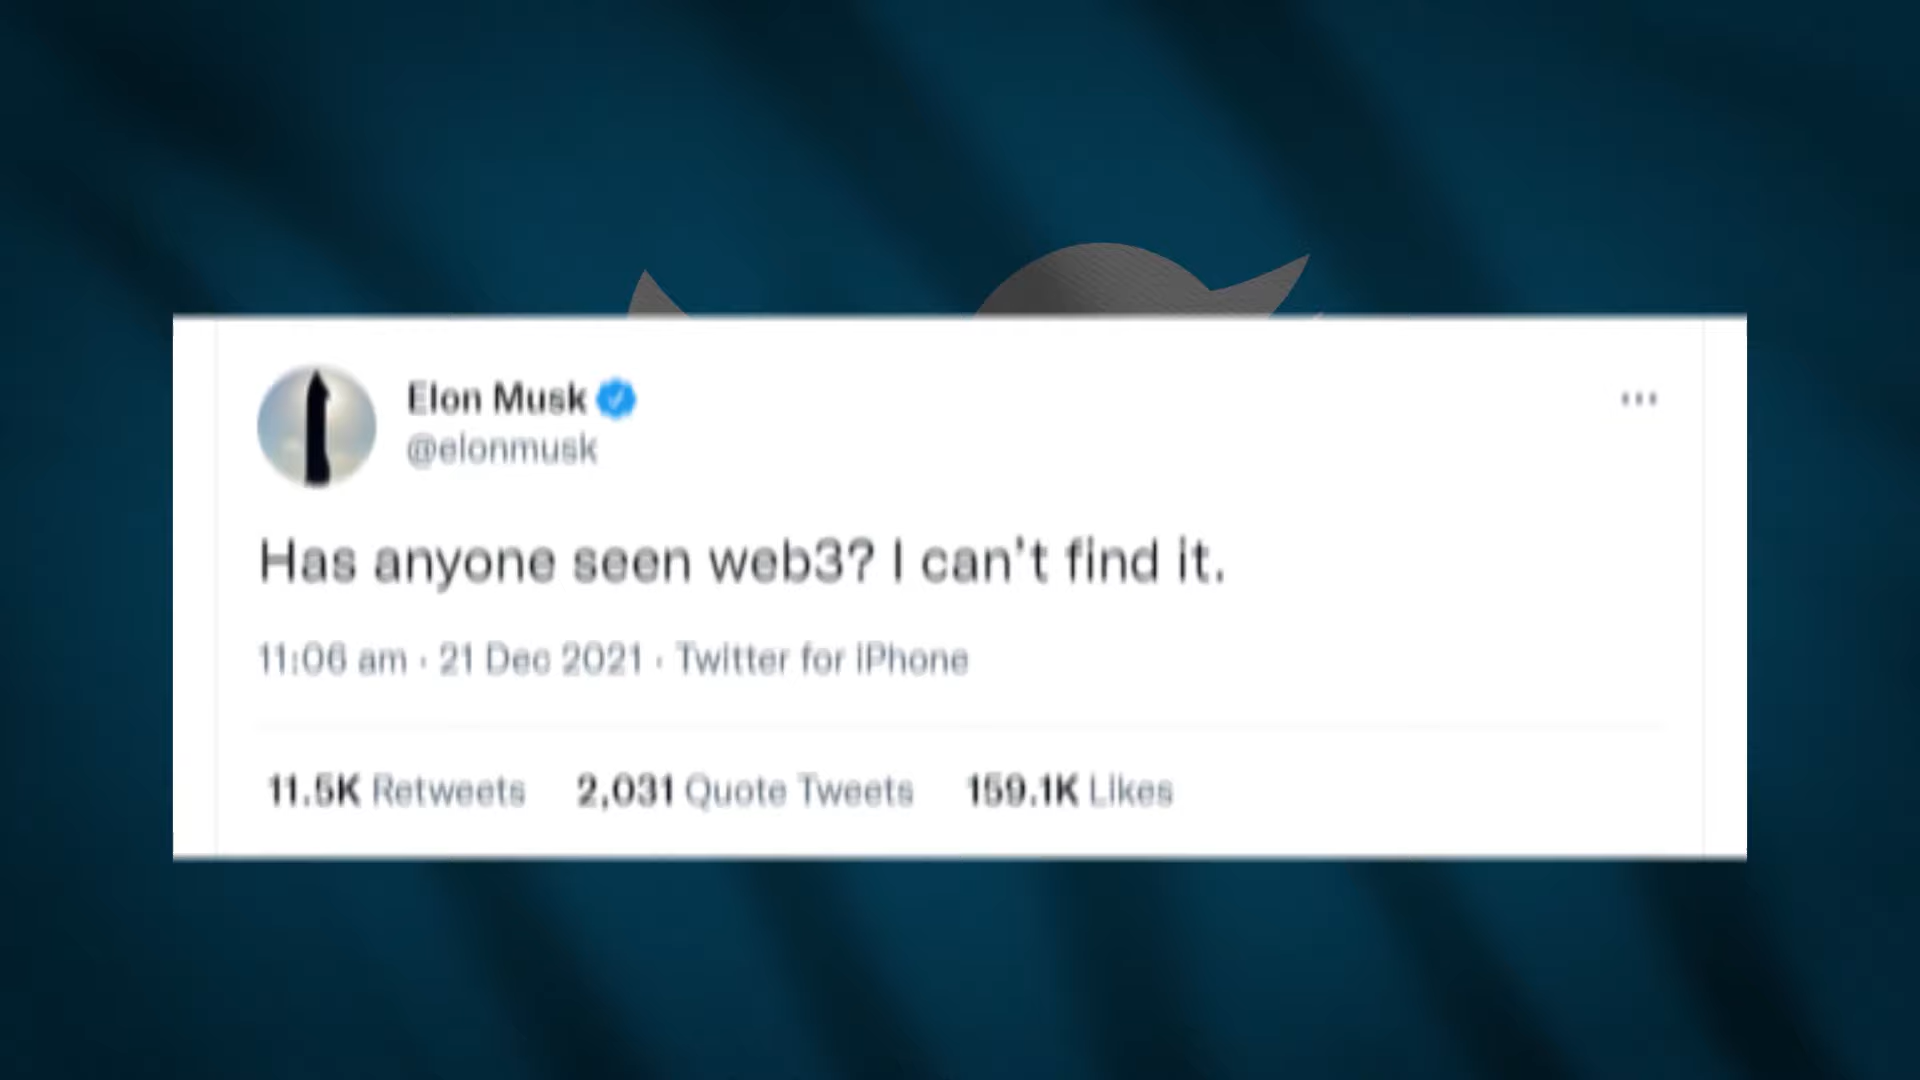 Elon Musk
@elonmusk
Has anyone seen web3? I can't find it.
11:06 am · 21 Dec 2021 · Twitter for iPhone
11.5K Retweets 2,031 Quote Tweets 159.1K Likes